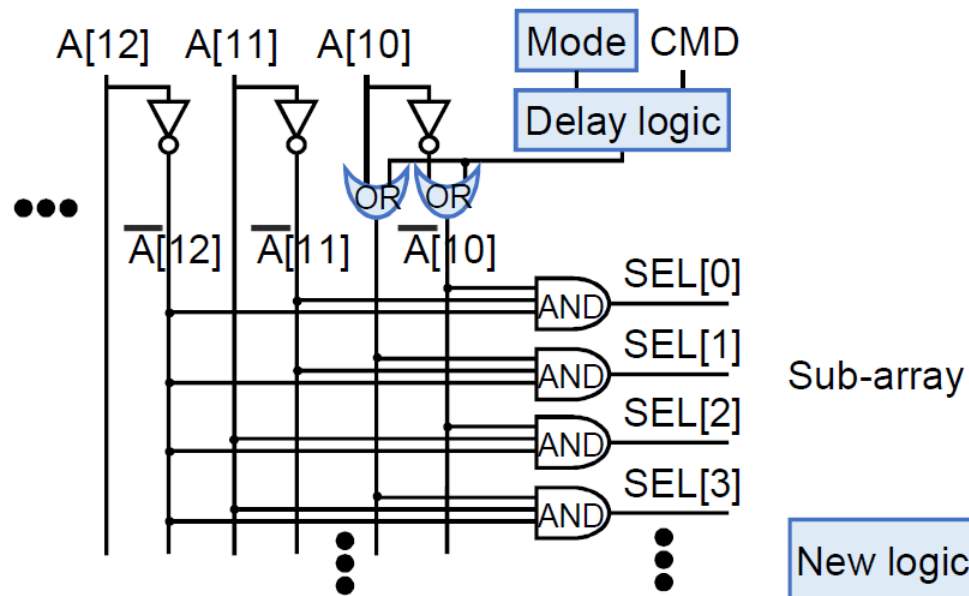 A[12] A[11] A[10] Mode CMD
Delay logic
OR OR
A̅[12] A̅[11] A̅[10]
SEL[0]
AND
SEL[1]
AND
Sub-array
SEL[2]
AND
SEL[3]
AND
New logic